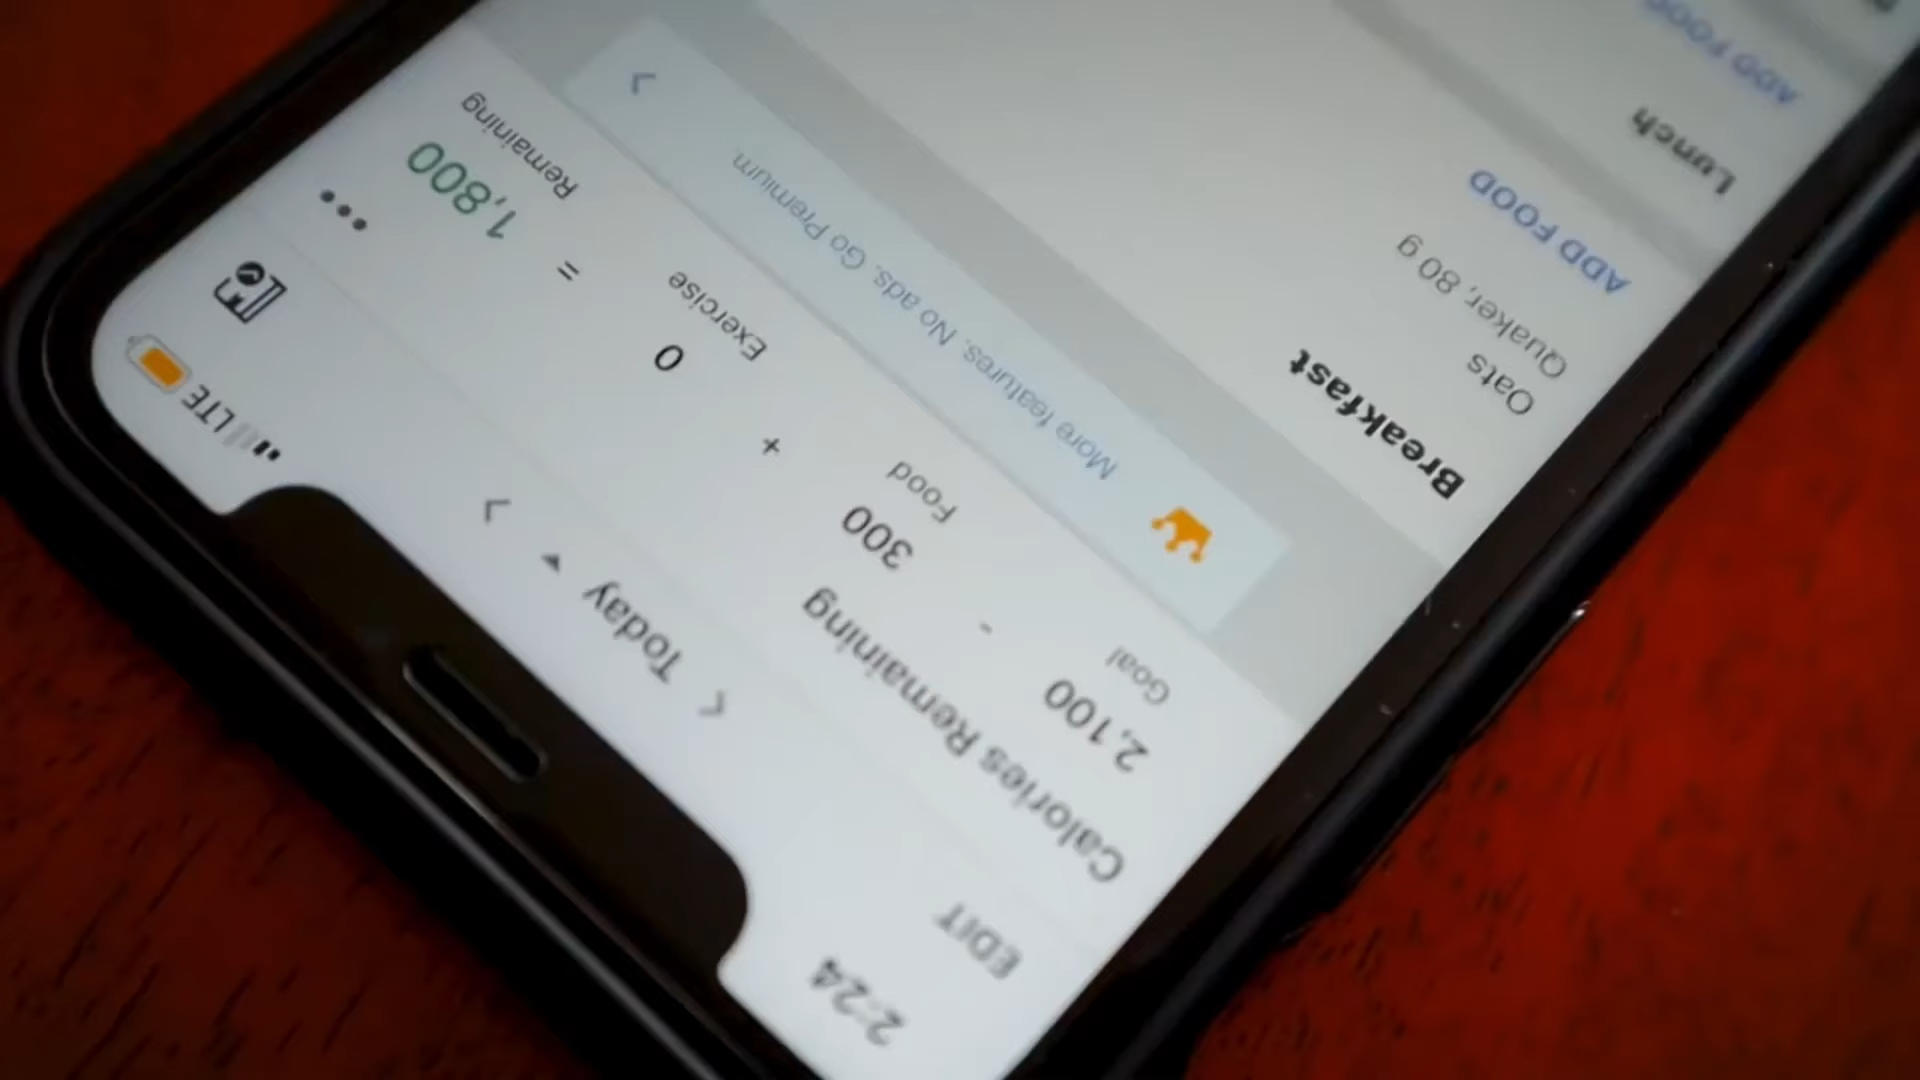 2:24
LTE
EDIT
Today
Calories Remaining
2,100 - 300 + 0 = 1,800
Goal Food Exercise Remaining
More features. No ads. Go Premium.
Breakfast
Oats
Quaker, 80 g
ADD FOOD
Lunch
ADD FOOD